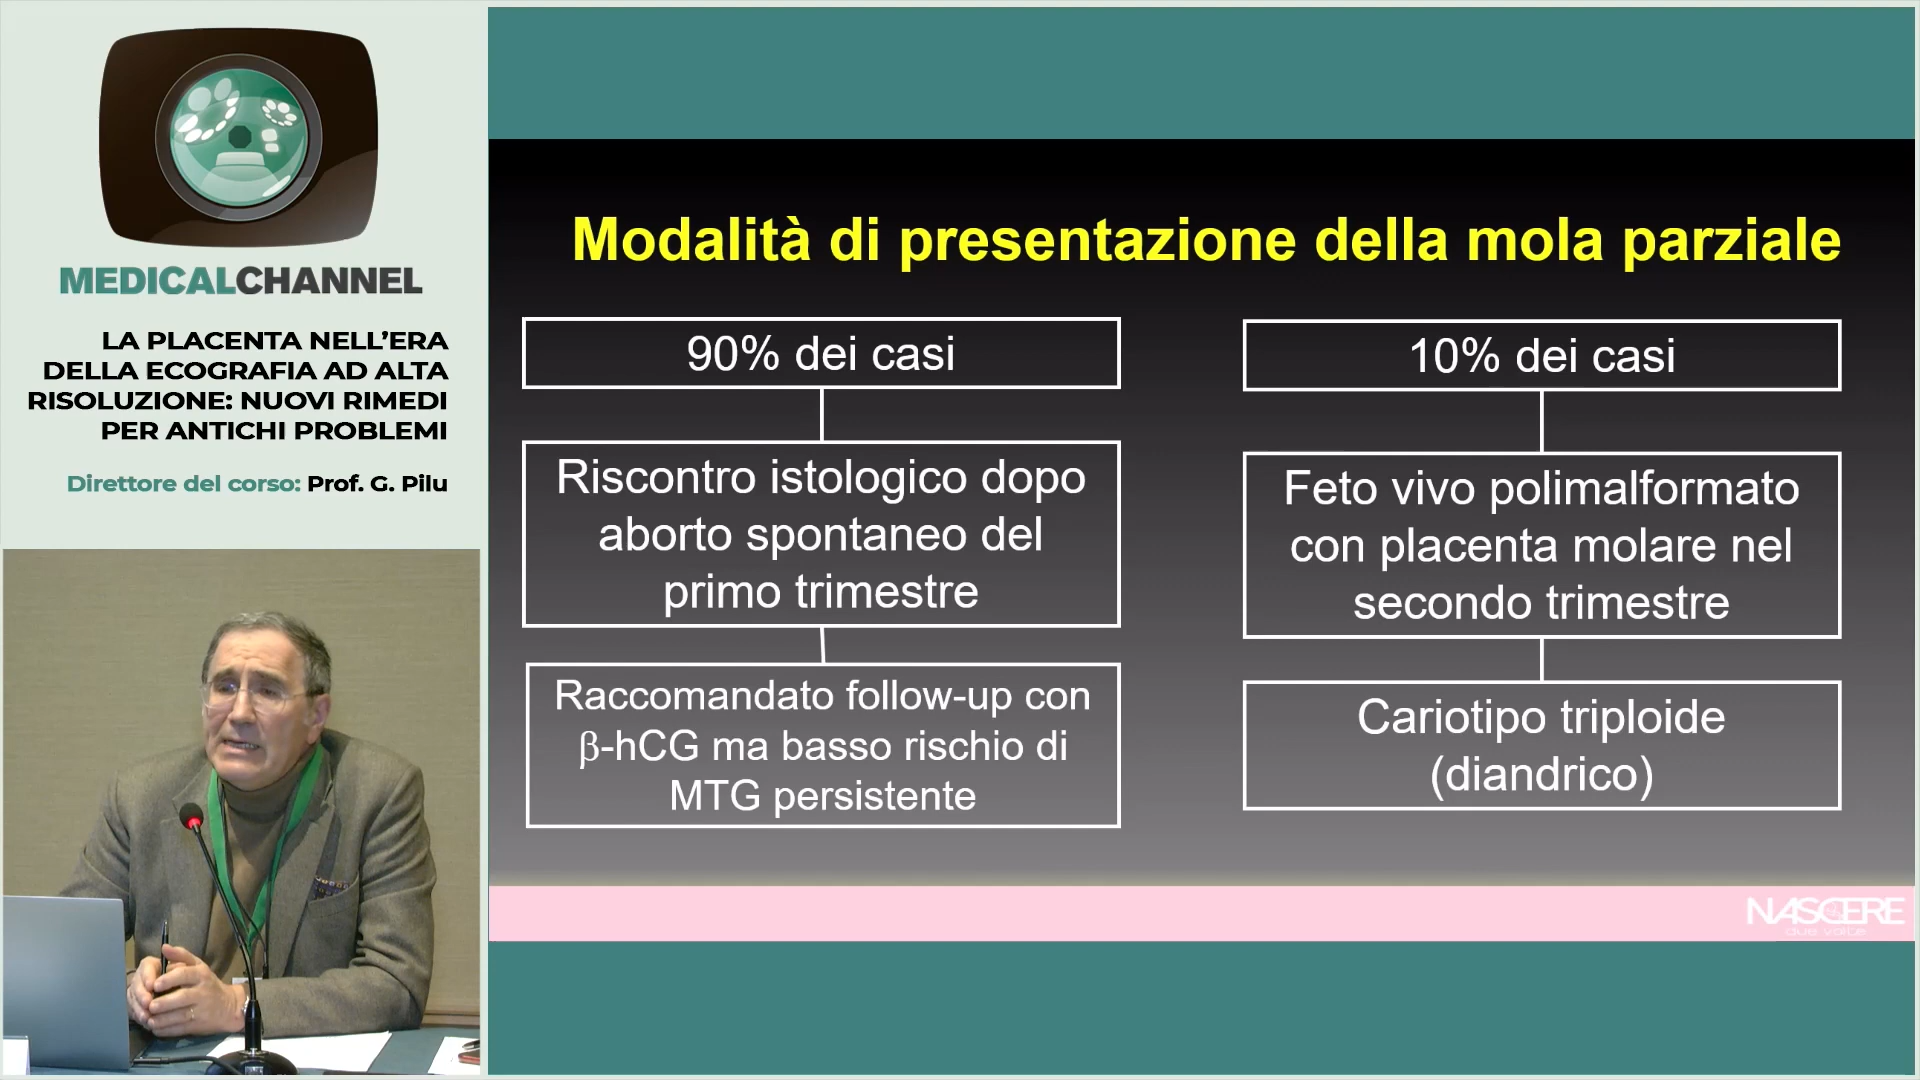 MEDICALCHANNEL
LA PLACENTA NELL'ERA
DELLA ECOGRAFIA AD ALTA
RISOLUZIONE: NUOVI RIMEDI
PER ANTICHI PROBLEMI
Direttore del corso: Prof. G. Pilu
Modalità di presentazione della mola parziale
90% dei casi
Riscontro istologico dopo
aborto spontaneo del
primo trimestre
Raccomandato follow-up con
β-hCG ma basso rischio di
MTG persistente
10% dei casi
Feto vivo polimalformato
con placenta molare nel
secondo trimestre
Cariotipo triploide
(diandrico)
NASCERE
due volte